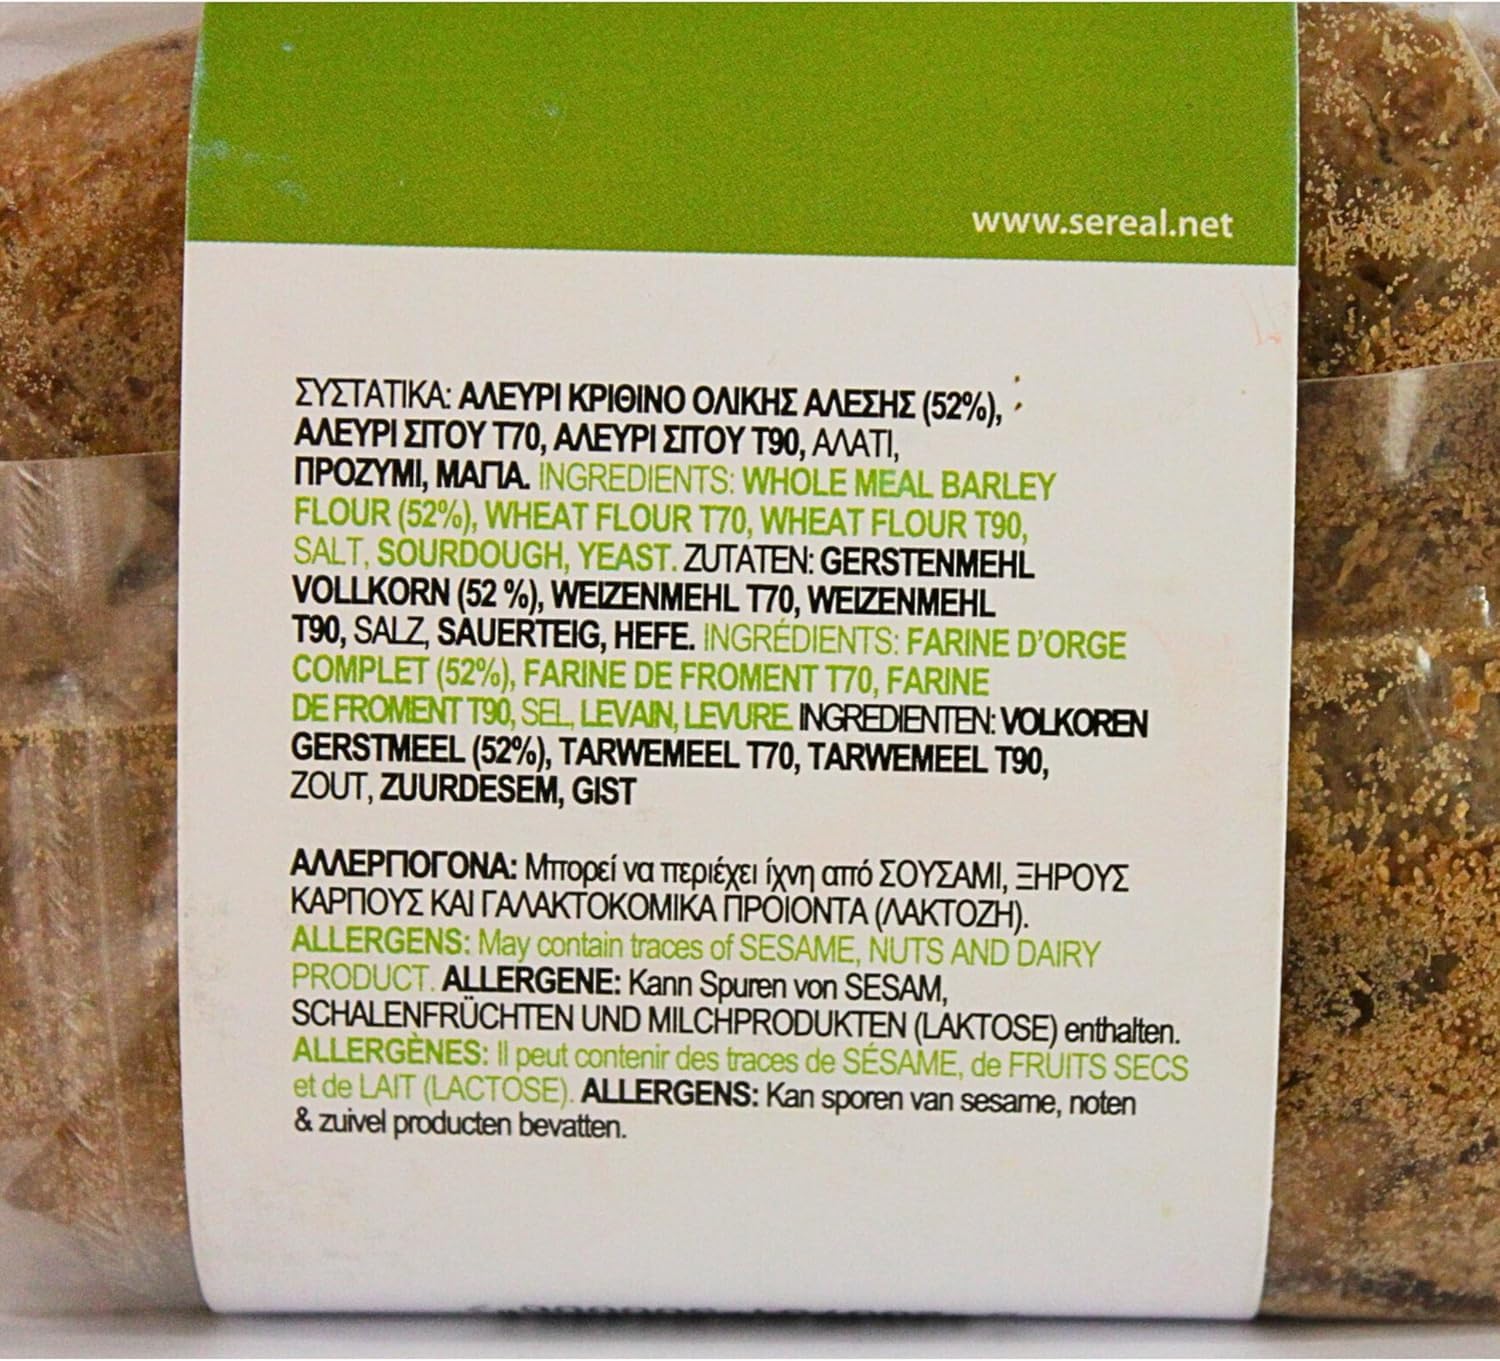 www.sereal.net
ΣΥΣΤΑΤΙΚΑ: ΑΛΕΥΡΙ ΚΡΙΘΙΝΟ ΟΛΙΚΗΣ ΑΛΕΣΗΣ (52%),
ΑΛΕΥΡΙ ΣΙΤΟΥ Τ70, ΑΛΕΥΡΙ ΣΙΤΟΥ Τ90, ΑΛΑΤΙ,
ΠΡΟΖΥΜΙ, ΜΑΓΙΑ. INGREDIENTS: WHOLE MEAL BARLEY
FLOUR (52%), WHEAT FLOUR T70, WHEAT FLOUR T90,
SALT, SOURDOUGH, YEAST. ZUTATEN: GERSTENMEHL
VOLLKORN (52 %), WEIZENMEHL T70, WEIZENMEHL
T90, SALZ, SAUERTEIG, HEFE. INGRÉDIENTS: FARINE D'ORGE
COMPLET (52%), FARINE DE FROMENT T70, FARINE
DE FROMENT T90, SEL, LEVAIN, LEVURE. INGREDIENTEN: VOLKOREN
GERSTMEEL (52%), TARWEMEEL T70, TARWEMEEL T90,
ZOUT, ZUURDESEM, GIST
ΑΛΛΕΡΓΙΟΓΟΝΑ: Μπορεί να περιέχει ίχνη από ΣΟΥΣΑΜΙ, ΞΗΡΟΥΣ
ΚΑΡΠΟΥΣ ΚΑΙ ΓΑΛΑΚΤΟΚΟΜΙΚΑ ΠΡΟΙΟΝΤΑ (ΛΑΚΤΟΖΗ).
ALLERGENS: May contain traces of SESAME, NUTS AND DAIRY
PRODUCT. ALLERGENE: Kann Spuren von SESAM,
SCHALENFRÜCHTEN UND MILCHPRODUKTEN (LAKTOSE) enthalten.
ALLERGÈNES: Il peut contenir des traces de SÉSAME, de FRUITS SECS
et de LAIT (LACTOSE). ALLERGENS: Kan sporen van sesame, noten
& zuivel producten bevatten.